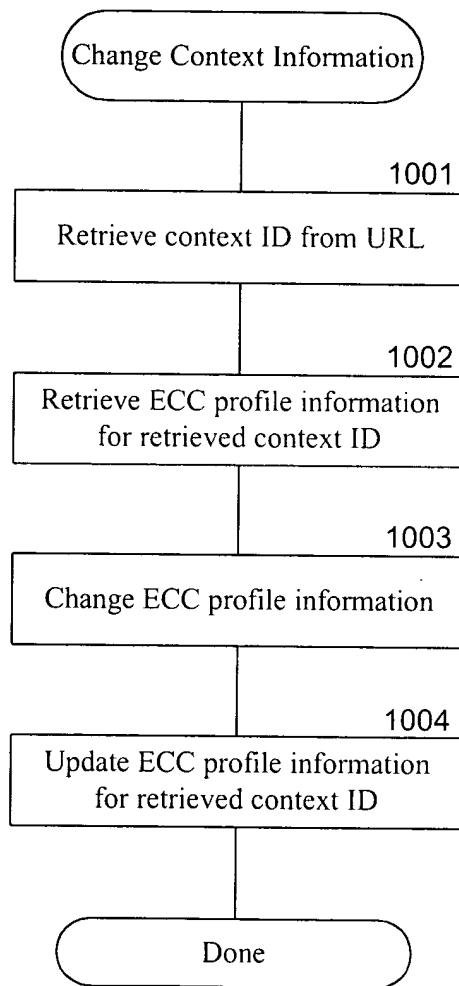 Change Context Information
1001
Retrieve context ID from URL
1002
Retrieve ECC profile information
for retrieved context ID
1003
Change ECC profile information
1004
Update ECC profile information
for retrieved context ID
Done